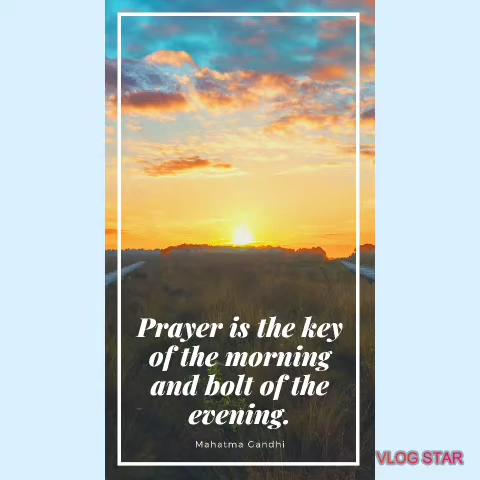 Prayer is the key
of the morning
and bolt of the
evening.
Mahatma Gandhi
VLOG STAR